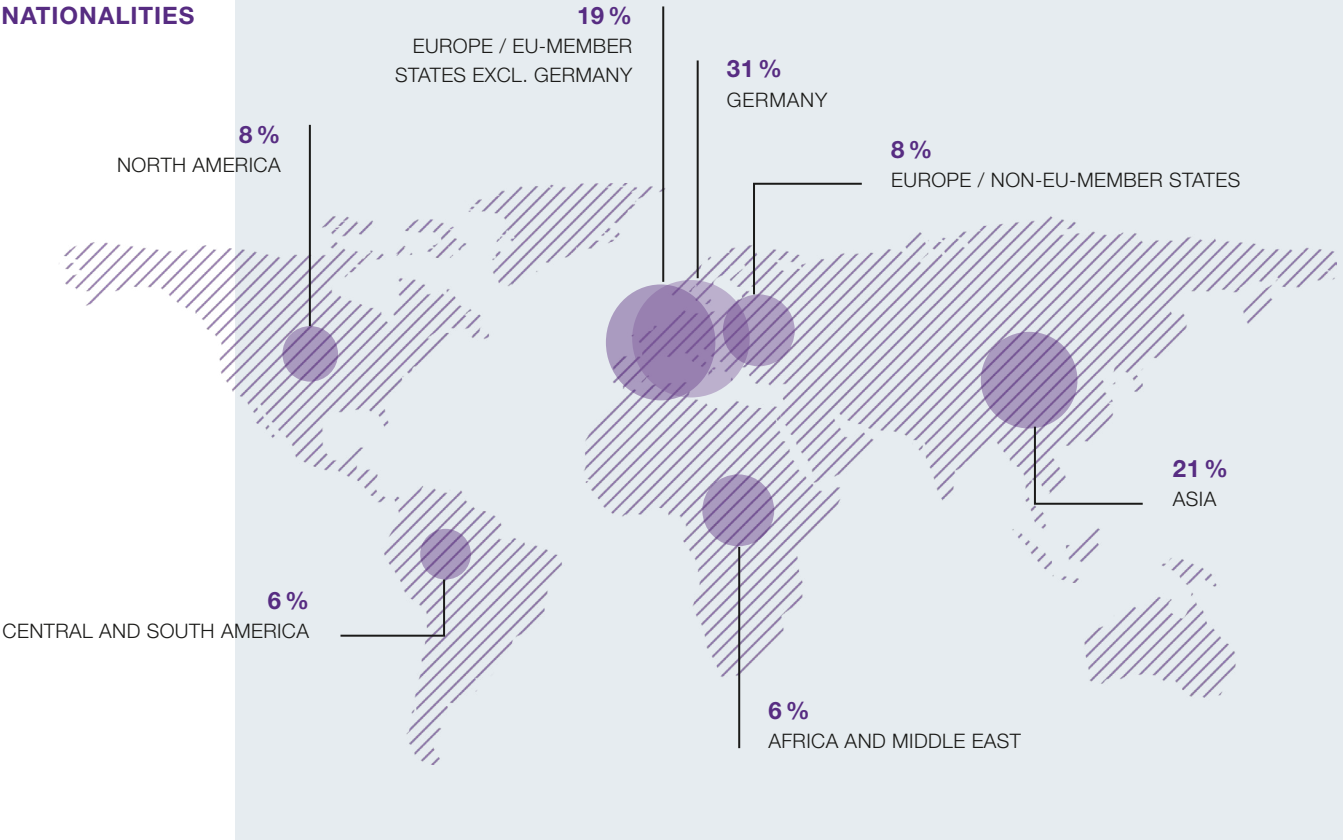 NATIONALITIES
19 %
EUROPE / EU-MEMBER
STATES EXCL. GERMANY
31 %
GERMANY
8 %
NORTH AMERICA
8 %
EUROPE / NON-EU-MEMBER STATES
21 %
ASIA
6 %
CENTRAL AND SOUTH AMERICA
6 %
AFRICA AND MIDDLE EAST